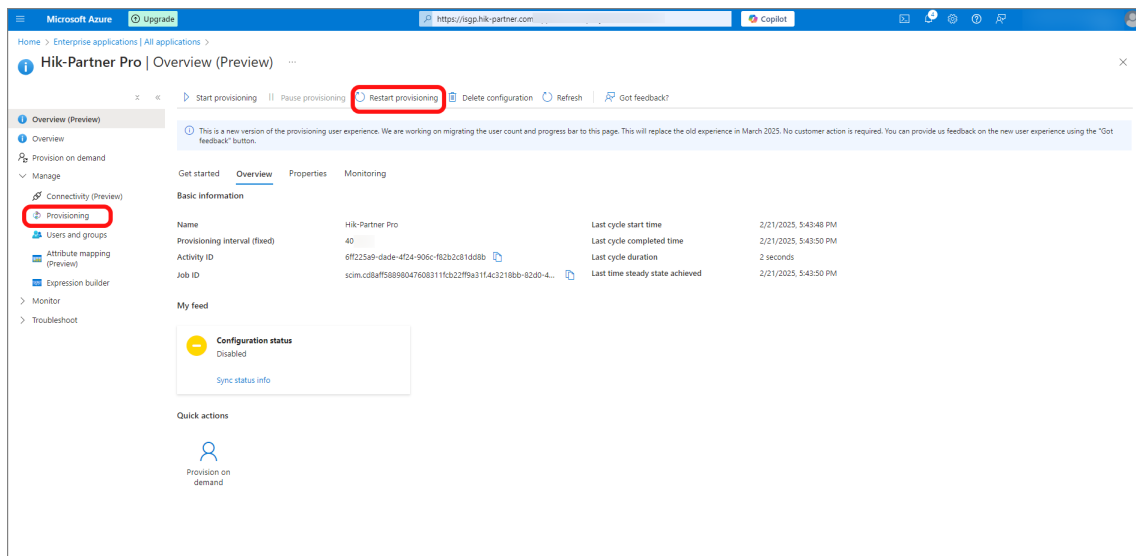 Microsoft Azure
Upgrade
https://isgp.hik-partner.com
Copilot
4
Home > Enterprise applications | All applications >
Hik-Partner Pro | Overview (Preview) ...
Start provisioning
Pause provisioning
Restart provisioning
Delete configuration
Refresh
Got feedback?
Overview (Preview)
Overview
Provision on demand
Manage
Connectivity (Preview)
Provisioning
Users and groups
Attribute mapping
(Preview)
Expression builder
Monitor
Troubleshoot
This is a new version of the provisioning user experience. We are working on migrating the user count and progress bar to this page. This will replace the old experience in March 2025. No customer action is required. You can provide us feedback on the new user experience using the "Got
feedback" button.
Get started
Overview
Properties
Monitoring
Basic information
Name
Hik-Partner Pro
Provisioning interval (fixed)
40
Activity ID
6ff225a9-dade-4f24-906c-f82b2c81dd8b
Job ID
scim.cd8aff58898047608311fcb22ff9a31f.4c3218bb-82d0-4...
Last cycle start time
2/21/2025, 5:43:48 PM
Last cycle completed time
2/21/2025, 5:43:50 PM
Last cycle duration
2 seconds
Last time steady state achieved
2/21/2025, 5:43:50 PM
My feed
Configuration status
Disabled
Sync status info
Quick actions
Provision on
demand